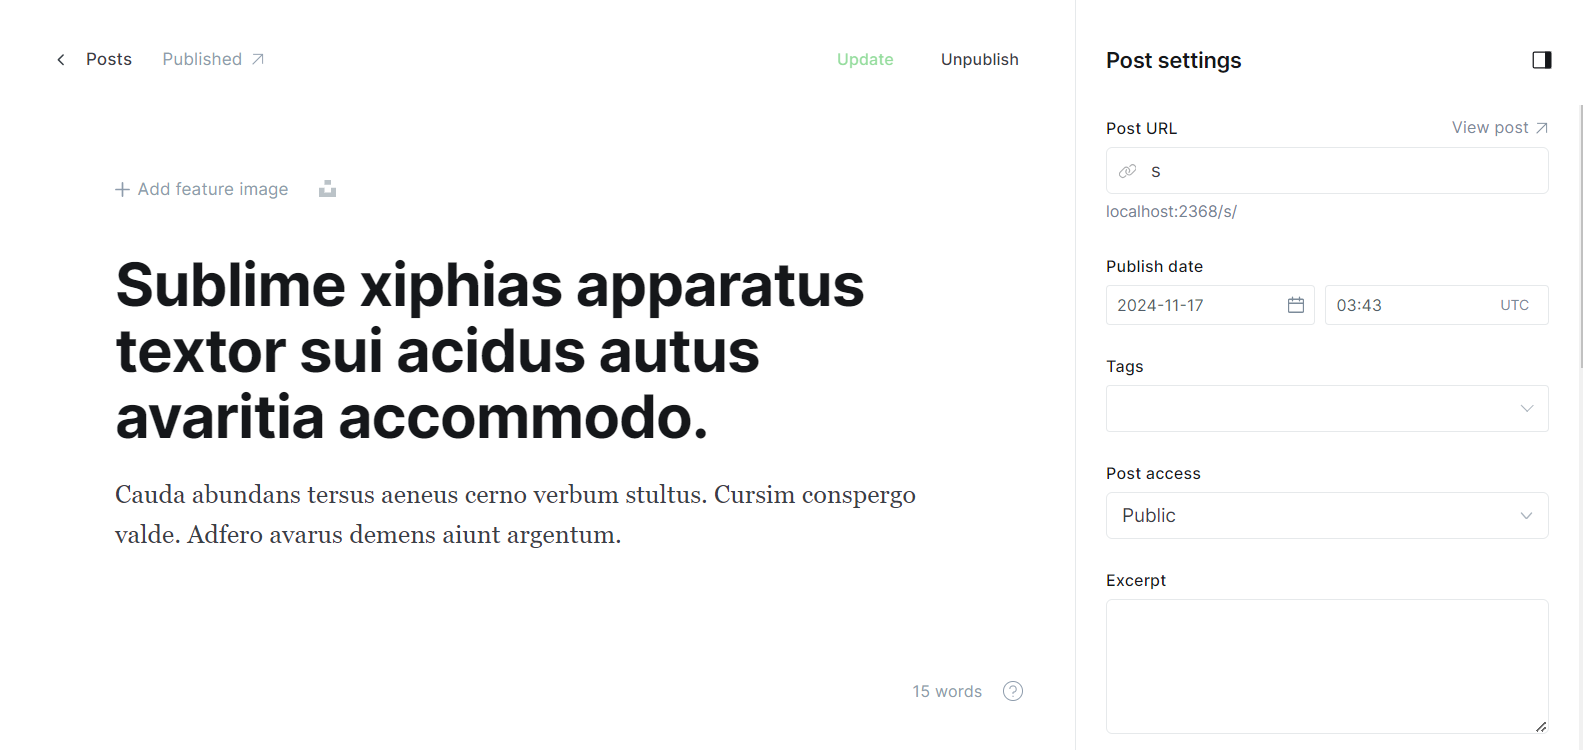 Posts Published Update Unpublish
Post settings
Post URL View post
s
localhost:2368/s/
Publish date
2024-11-17 03:43 UTC
Tags
Post access
Public
Excerpt
Add feature image
Sublime xiphias apparatus
textor sui acidus autus
avaritia accommodo.
Cauda abundans tersus aeneus cerno verbum stultus. Cursim conspergo
valde. Adfero avarus demens aiunt argentum.
15 words ?